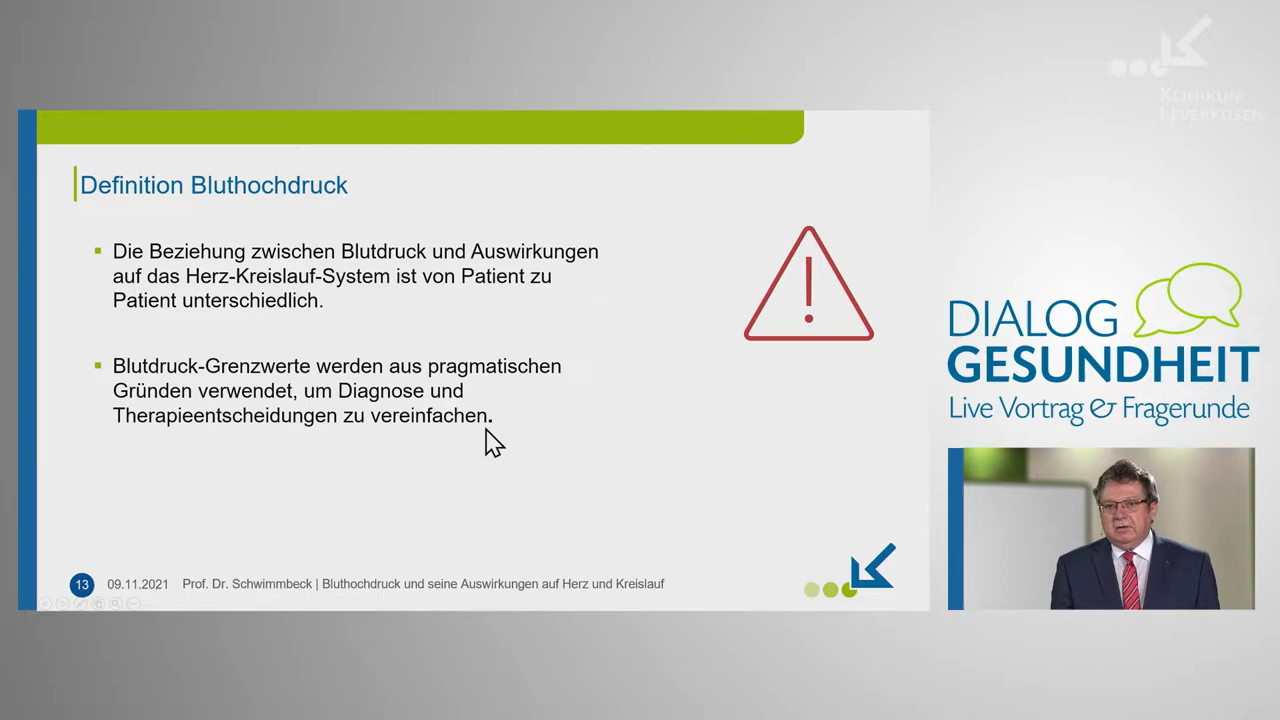 KLINIKUM
LEVERKUSEN
Definition Bluthochdruck
Die Beziehung zwischen Blutdruck und Auswirkungen
auf das Herz-Kreislauf-System ist von Patient zu
Patient unterschiedlich.
Blutdruck-Grenzwerte werden aus pragmatischen
Gründen verwendet, um Diagnose und
Therapieentscheidungen zu vereinfachen.
13 09.11.2021 Prof. Dr. Schwimmbeck | Bluthochdruck und seine Auswirkungen auf Herz und Kreislauf
DIALOG
GESUNDHEIT
Live Vortrag & Fragerunde